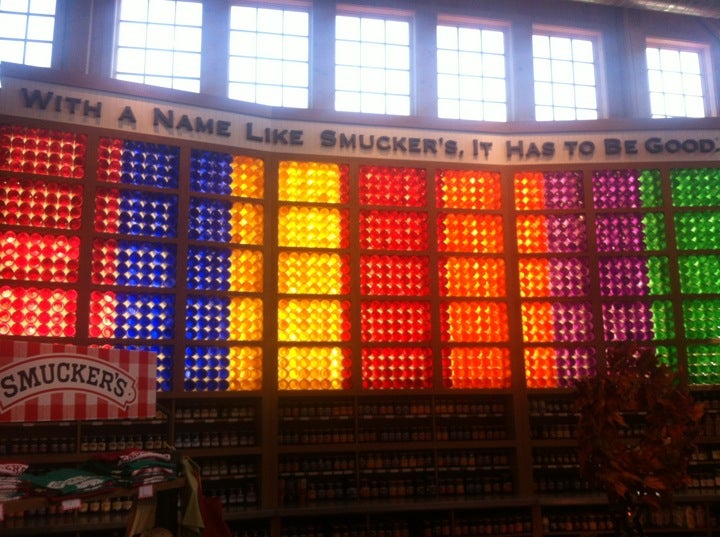 WITH A NAME LIKE SMUCKER'S, IT HAS TO BE GOOD.
SMUCKER'S